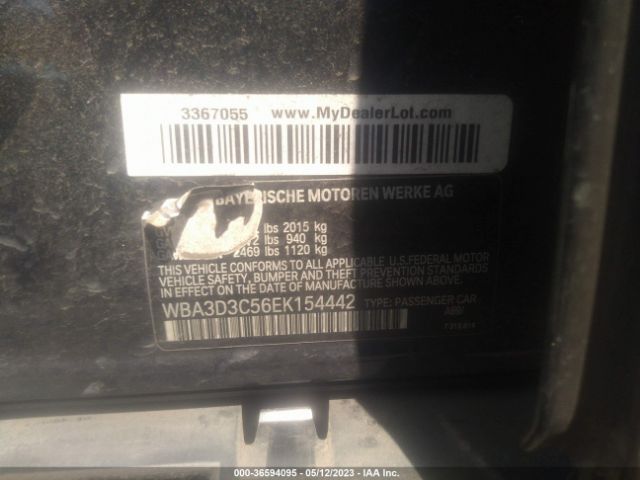 3367055 www.MyDealerLot.com
BAYERISCHE MOTOREN WERKE AG
lbs 2015 kg
lbs 940 kg
2469 lbs 1120 kg
THIS VEHICLE CONFORMS TO ALL APPLICABLE U.S. FEDERAL MOTOR
VEHICLE SAFETY, BUMPER AND THEFT PREVENTION STANDARDS
IN EFFECT ON THE DATE OF MANUFACTURE SHOWN ABOVE.
WBA3D3C56EK154442 TYPE: PASSENGER CAR
000-36594095 - 05/12/2023 - IAA Inc.